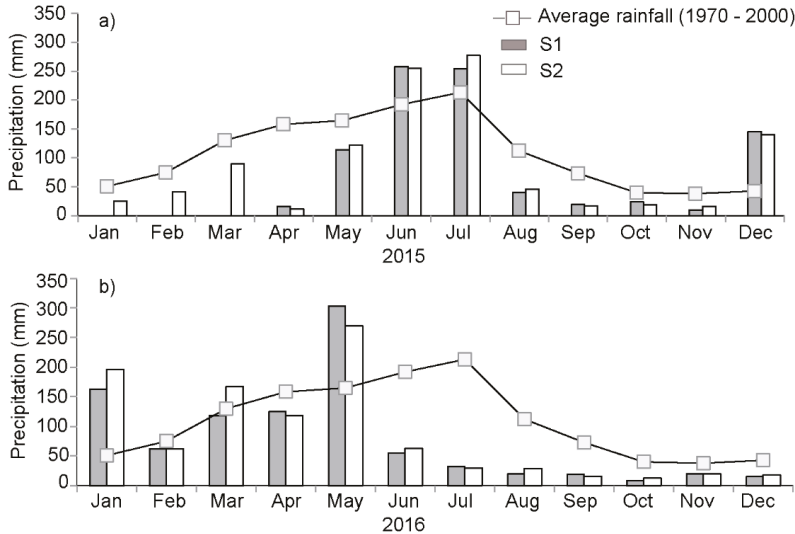 a)
Average rainfall (1970 - 2000)
S1
S2
Precipitation (mm)
350
300
250
200
150
100
50
0
Jan Feb Mar Apr May Jun Jul Aug Sep Oct Nov Dec
2015
b)
Precipitation (mm)
350
300
250
200
150
100
50
0
Jan Feb Mar Apr May Jun Jul Aug Sep Oct Nov Dec
2016